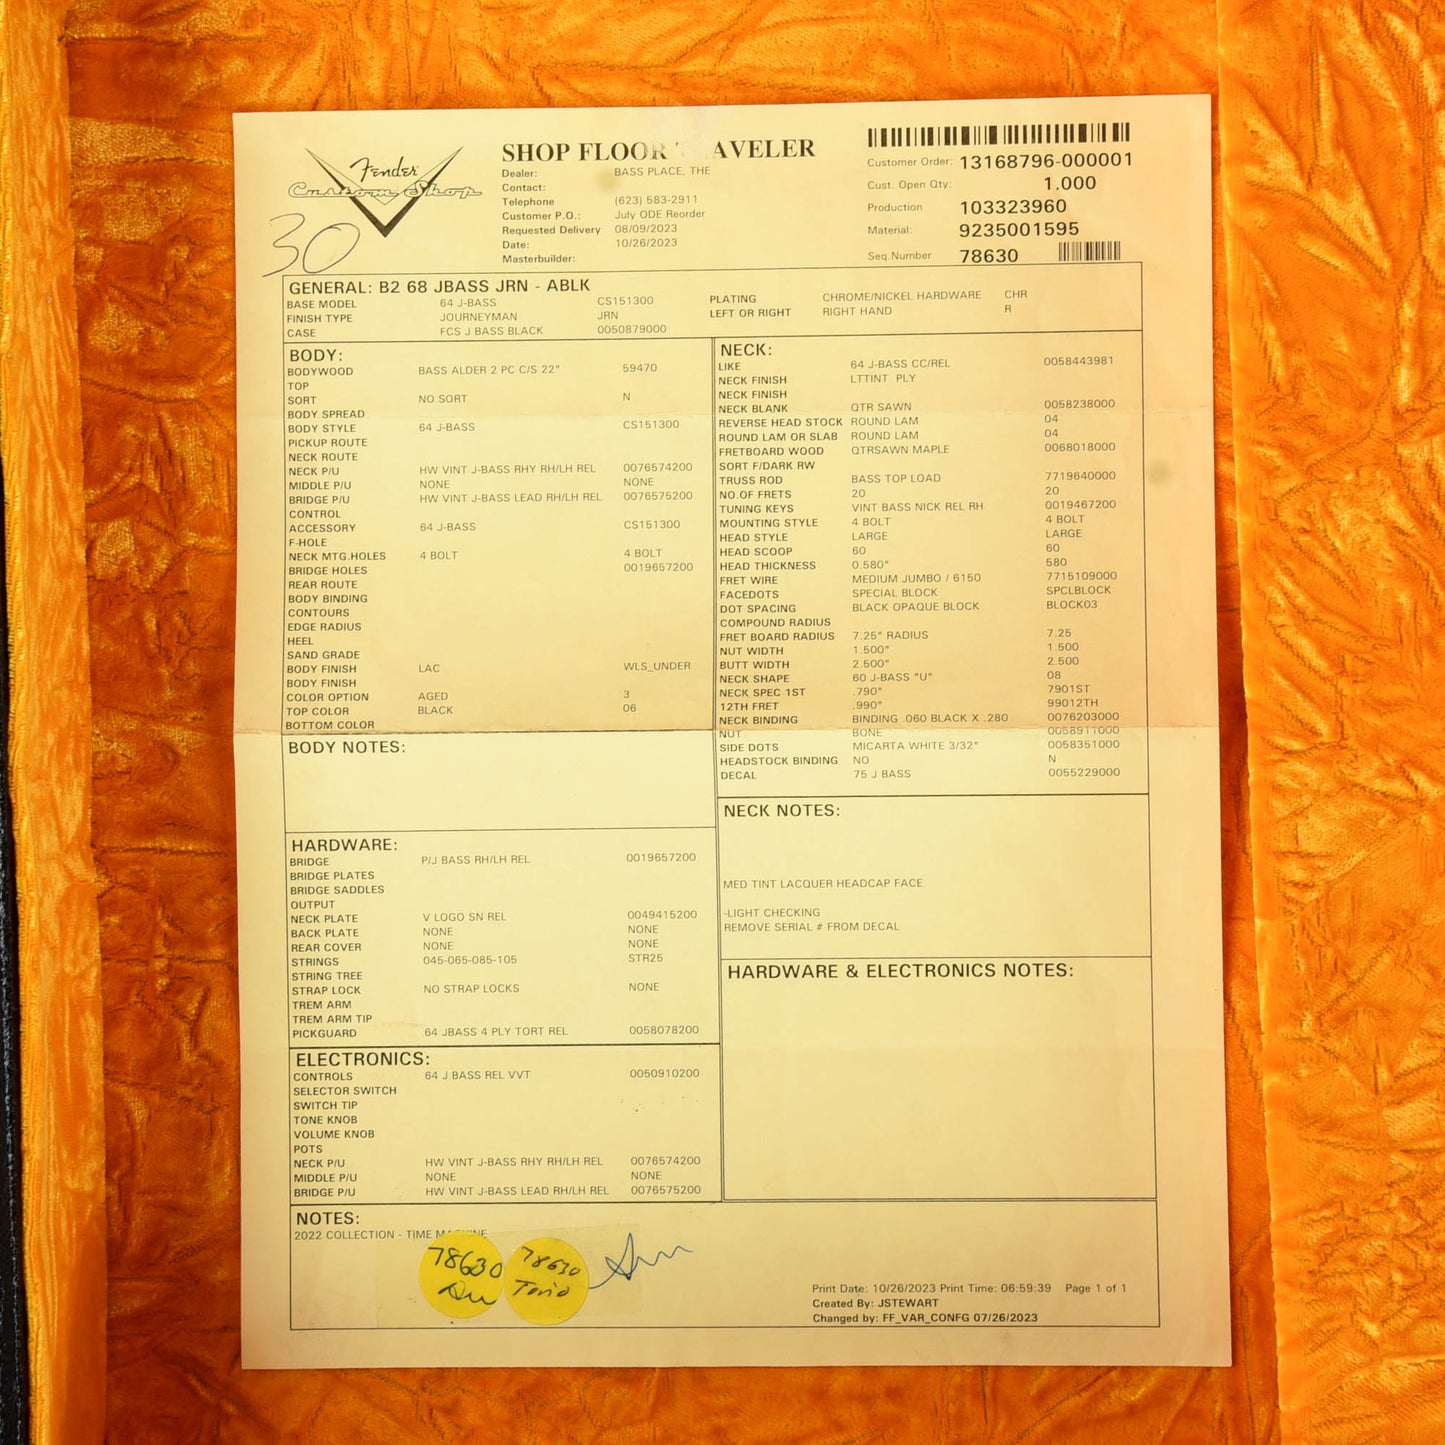 Fender
Custom Shop
30
SHOP FLOOR AVELER
Dealer: BASS PLACE, THE
Contact:
Telephone (623) 583-2911
Customer P.O.: July ODE Reorder
Requested Delivery 08/09/2023
Date: 10/26/2023
Masterbuilder:
Customer Order: 13168796-000001
Cust. Open Qty: 1.000
Production 103323960
Material: 9235001595
Seq.Number 78630
GENERAL: B2 68 JBASS JRN - ABLK
BASE MODEL 64 J-BASS CS151300
FINISH TYPE JOURNEYMAN JRN
CASE FCS J BASS BLACK 0050879000
PLATING CHROME/NICKEL HARDWARE CHR
LEFT OR RIGHT RIGHT HAND R
BODY:
BODYWOOD BASS ALDER 2 PC C/S 22" 59470
TOP
SORT NO SORT N
BODY SPREAD
BODY STYLE 64 J-BASS CS151300
PICKUP ROUTE
NECK ROUTE
NECK P/U HW VINT J-BASS RHY RH/LH REL 0076574200
MIDDLE P/U NONE NONE
BRIDGE P/U HW VINT J-BASS LEAD RH/LH REL 0076575200
CONTROL
ACCESSORY 64 J-BASS CS151300
F-HOLE
NECK MTG.HOLES 4 BOLT 4 BOLT
BRIDGE HOLES 0019657200
REAR ROUTE
BODY BINDING
CONTOURS
EDGE RADIUS
HEEL
SAND GRADE
BODY FINISH LAC WLS_UNDER
BODY FINISH
COLOR OPTION AGED 3
TOP COLOR BLACK 06
BOTTOM COLOR
BODY NOTES:
HARDWARE:
BRIDGE P/J BASS RH/LH REL 0019657200
BRIDGE PLATES
BRIDGE SADDLES
OUTPUT
NECK PLATE V LOGO SN REL 0049415200
BACK PLATE NONE NONE
REAR COVER NONE NONE
STRINGS 045-065-085-105 STR25
STRING TREE
STRAP LOCK NO STRAP LOCKS NONE
TREM ARM
TREM ARM TIP
PICKGUARD 64 JBASS 4 PLY TORT REL 0058078200
ELECTRONICS:
CONTROLS 64 J BASS REL VVT 0050910200
SELECTOR SWITCH
SWITCH TIP
TONE KNOB
VOLUME KNOB
POTS
NECK P/U HW VINT J-BASS RHY RH/LH REL 0076574200
MIDDLE P/U NONE NONE
BRIDGE P/U HW VINT J-BASS LEAD RH/LH REL 0076575200
NECK:
LIKE 64 J-BASS CC/REL 0058443981
NECK FINISH LTTINT PLY
NECK FINISH
NECK BLANK QTR SAWN 0058238000
REVERSE HEAD STOCK ROUND LAM 04
ROUND LAM OR SLAB ROUND LAM 04
FRETBOARD WOOD QTRSAWN MAPLE 0068018000
SORT F/DARK RW
TRUSS ROD BASS TOP LOAD 7719640000
NO.OF FRETS 20 20
TUNING KEYS VINT BASS NICK REL RH 0019467200
MOUNTING STYLE 4 BOLT 4 BOLT
HEAD STYLE LARGE LARGE
HEAD SCOOP 60 60
HEAD THICKNESS 0.580" 580
FRET WIRE MEDIUM JUMBO / 6150 7715109000
FACEDOTS SPECIAL BLOCK SPCLBLOCK
DOT SPACING BLACK OPAQUE BLOCK BLOCK03
COMPOUND RADIUS
FRET BOARD RADIUS 7.25" RADIUS 7.25
NUT WIDTH 1.500" 1.500
BUTT WIDTH 2.500" 2.500
NECK SHAPE 60 J-BASS "U" 08
NECK SPEC 1ST .790" 7901ST
12TH FRET .990" 99012TH
NECK BINDING BINDING .060 BLACK X .280 0076203000
NUT BONE 0058911000
SIDE DOTS MICARTA WHITE 3/32" 0058351000
HEADSTOCK BINDING NO N
DECAL 75 J BASS 0055229000
NECK NOTES:
MED TINT LACQUER HEADCAP FACE
-LIGHT CHECKING
REMOVE SERIAL # FROM DECAL
HARDWARE & ELECTRONICS NOTES:
NOTES:
2022 COLLECTION - TIME MACHINE
78630
78630
Print Date: 10/26/2023 Print Time: 06:59:39 Page 1 of 1
Created By: JSTEWART
Changed by: FF_VAR_CONFG 07/26/2023